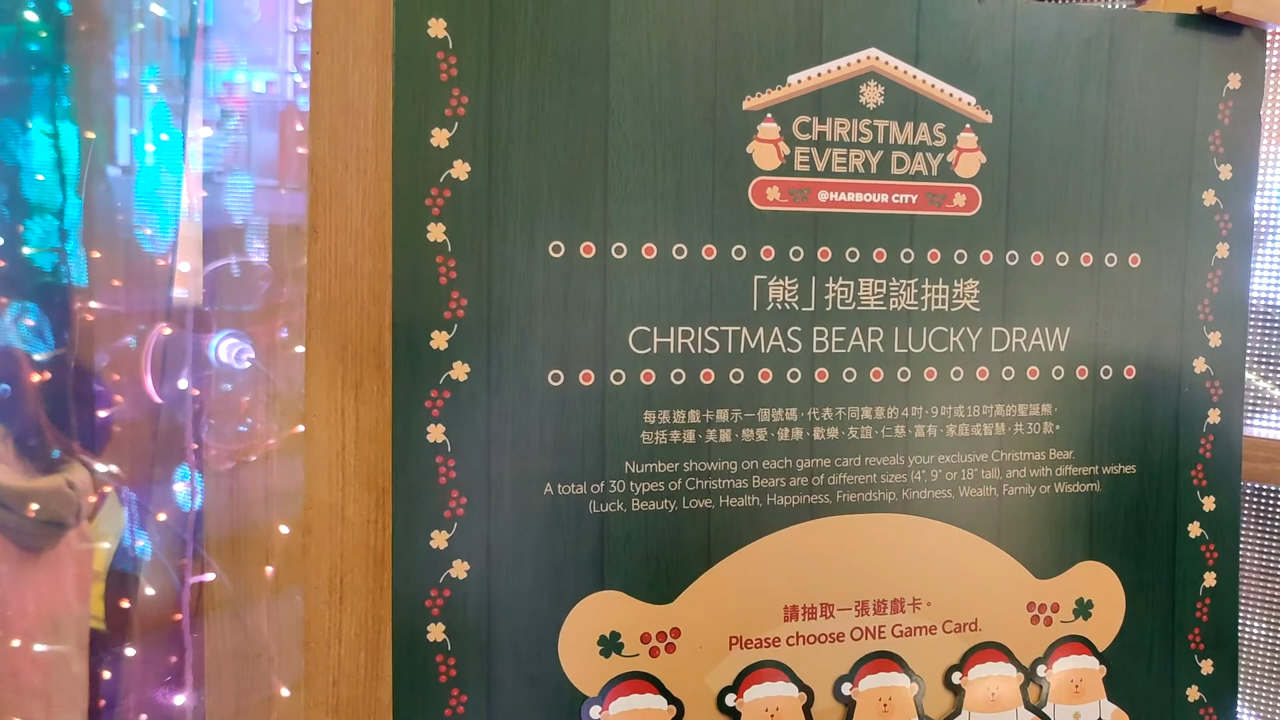 CHRISTMAS
EVERY DAY
@HARBOUR CITY
「熊」抱聖誕抽獎
CHRISTMAS BEAR LUCKY DRAW
每張遊戲卡顯示一個號碼，代表不同寓意的4吋、9吋或18吋高的聖誕熊，
包括幸運、美麗、戀愛、健康、歡樂、友誼、仁慈、富有、家庭或智慧，共30款。
Number showing on each game card reveals your exclusive Christmas Bear.
A total of 30 types of Christmas Bears are of different sizes (4", 9" or 18" tall), and with different wishes
(Luck, Beauty, Love, Health, Happiness, Friendship, Kindness, Wealth, Family or Wisdom).
請抽取一張遊戲卡。
Please choose ONE Game Card.